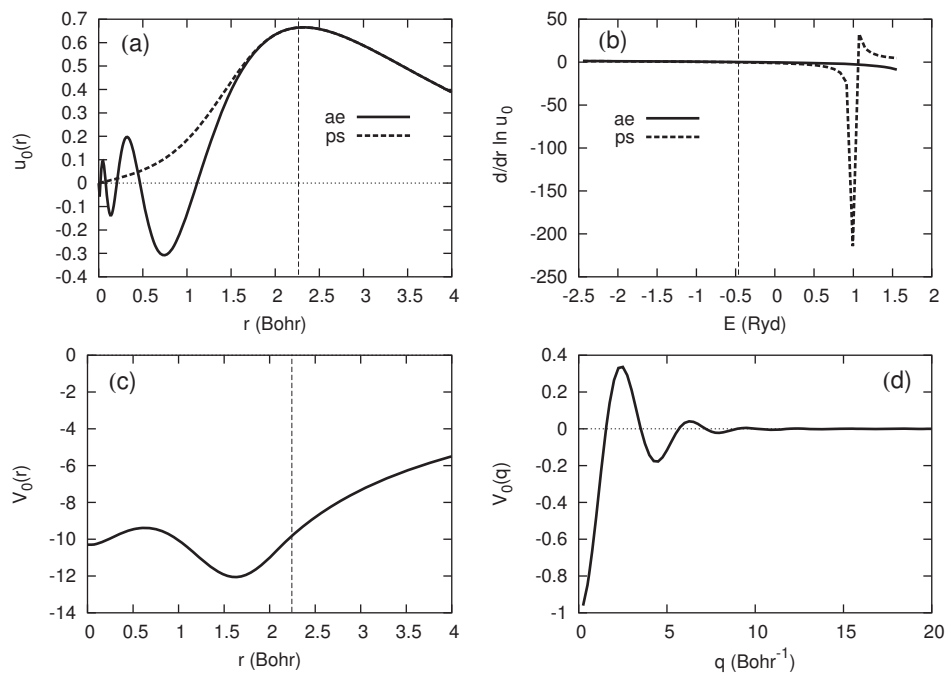 (a)
0.7
0.6
0.5
0.4
0.3
0.2
0.1
0
-0.1
-0.2
-0.3
-0.4
u0(r)
ae
ps
0 0.5 1 1.5 2 2.5 3 3.5 4
r (Bohr)
(b)
50
0
-50
-100
-150
-200
-250
d/dr ln u0
ae
ps
-2.5 -2 -1.5 -1 -0.5 0 0.5 1 1.5 2
E (Ryd)
(c)
0
-2
-4
-6
-8
-10
-12
-14
V0(r)
0 0.5 1 1.5 2 2.5 3 3.5 4
r (Bohr)
(d)
0.4
0.2
0
-0.2
-0.4
-0.6
-0.8
-1
V0(q)
0 5 10 15 20
q (Bohr-1)